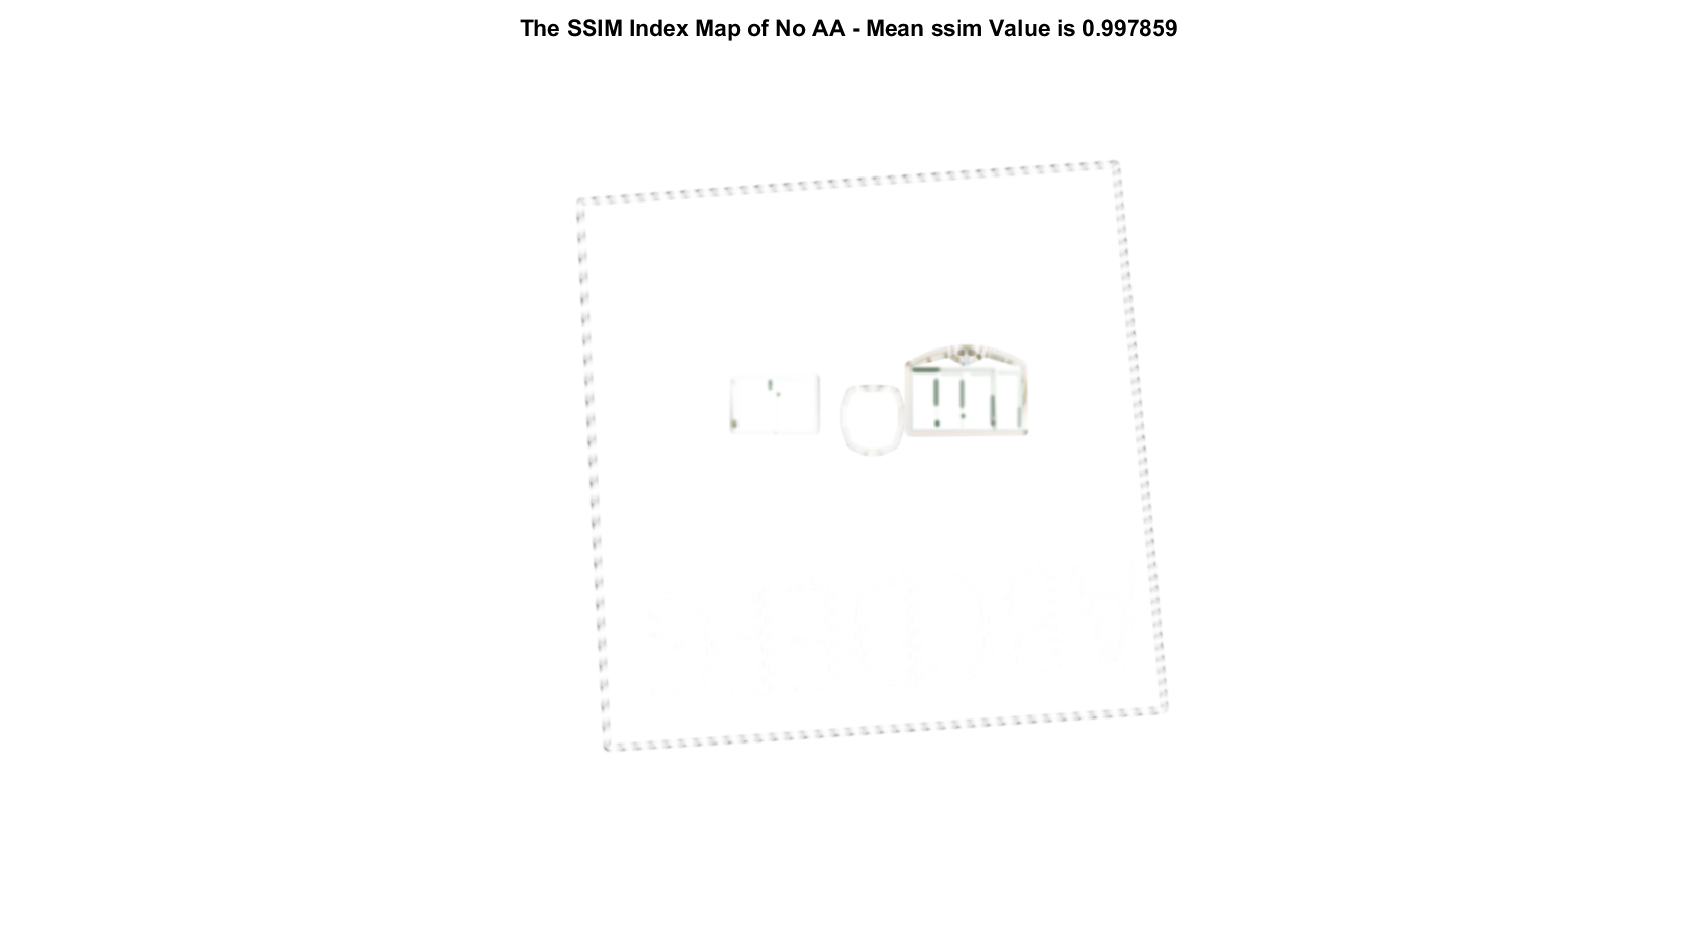 The SSIM Index Map of No AA - Mean ssim Value is 0.997859